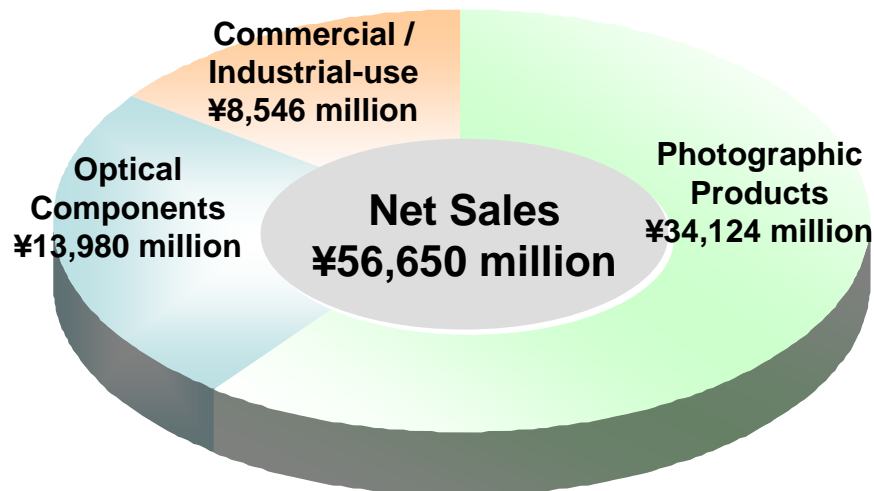 Commercial /
Industrial-use
¥8,546 million
Photographic
Products
¥34,124 million
Optical
Components
¥13,980 million
Net Sales
¥56,650 million